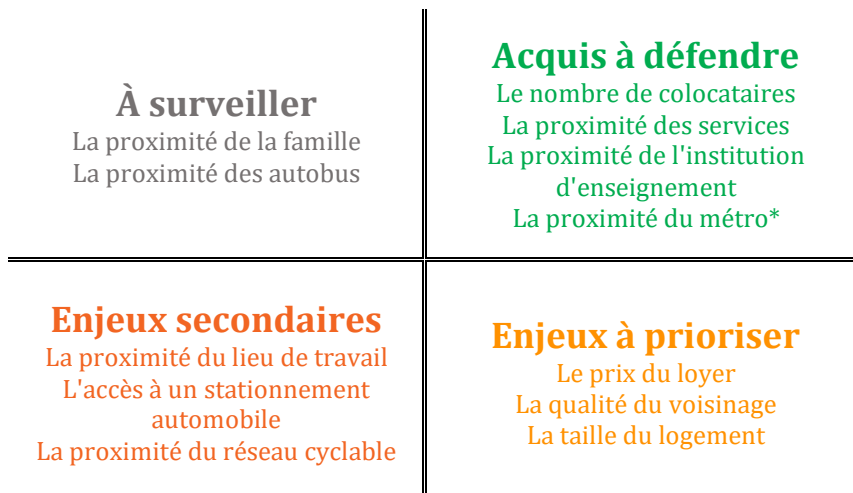 À surveiller
La proximité de la famille
La proximité des autobus
Acquis à défendre
Le nombre de colocataires
La proximité des services
La proximité de l'institution
d'enseignement
La proximité du métro*
Enjeux secondaires
La proximité du lieu de travail
L'accès à un stationnement
automobile
La proximité du réseau cyclable
Enjeux à prioriser
Le prix du loyer
La qualité du voisinage
La taille du logement